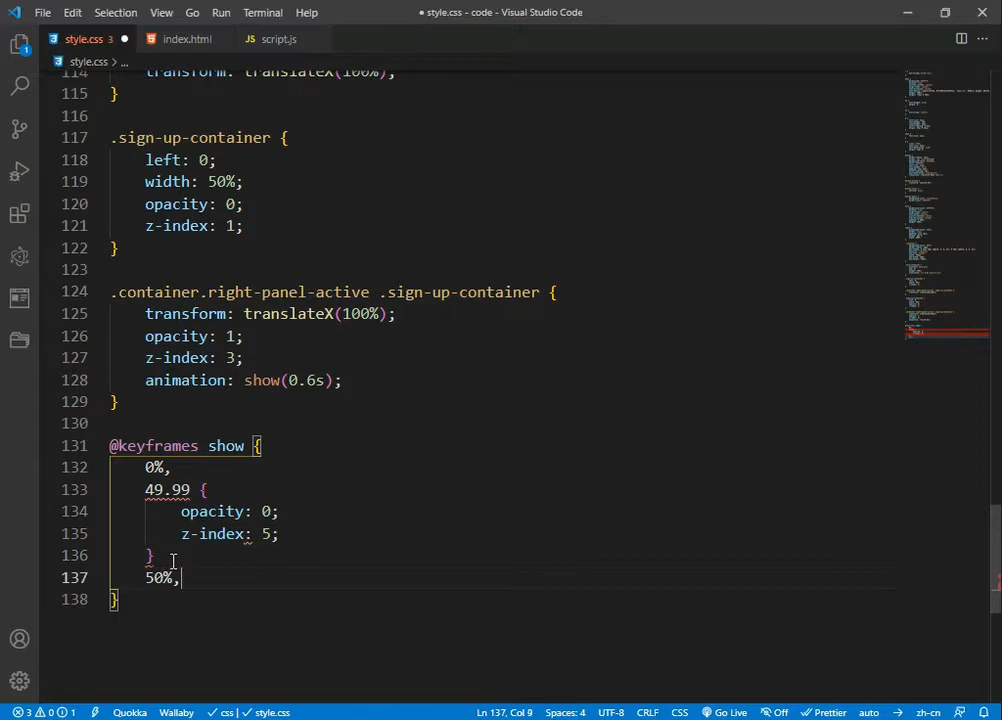 File Edit Selection View Go Run Terminal Help ● style.css - code - Visual Studio Code
style.css 3 ● index.html JS script.js
style.css > ...
114 transform: translateX(100%);
115 }
116
117 .sign-up-container {
118 left: 0;
119 width: 50%;
120 opacity: 0;
121 z-index: 1;
122 }
123
124 .container.right-panel-active .sign-up-container {
125 transform: translateX(100%);
126 opacity: 1;
127 z-index: 3;
128 animation: show(0.6s);
129 }
130
131 @keyframes show {
132 0%,
133 49.99 {
134 opacity: 0;
135 z-index: 5;
136 }
137 50%,
138 }
1
3 0 1 Quokka Wallaby ✓ css | ✓ style.css Ln 137, Col 9 Spaces: 4 UTF-8 CRLF CSS Go Live Off Prettier auto zh-cn